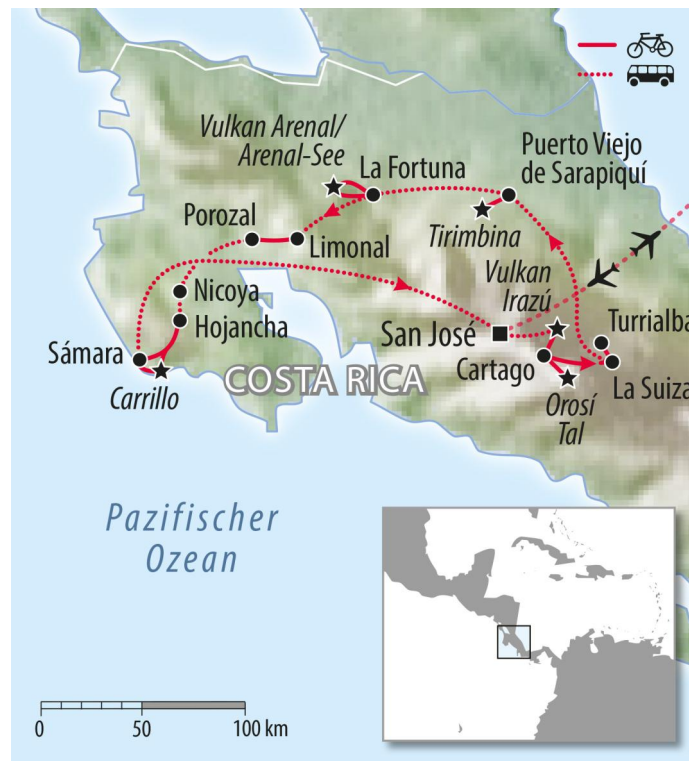 Vulkan Arenal/
Arenal-See
La Fortuna
Puerto Viejo
de Sarapiquí
Porozal
Limonal
Tirimbina
Vulkan
Irazú
Nicoya
Hojancha
San José
Turrialba
Sámara
Cartago
La Suiza
Carrillo
COSTA RICA
Orosí
Tal
Pazifischer
Ozean
0
50
100 km